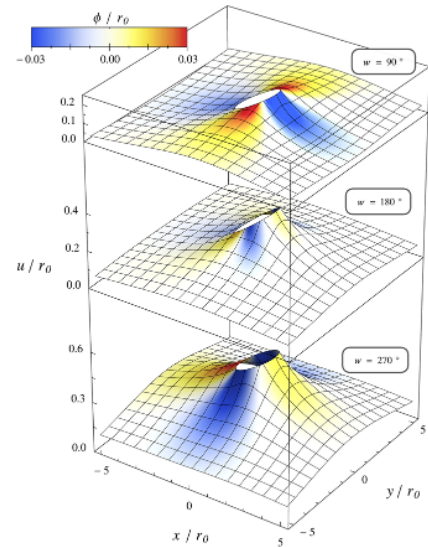 ϕ / r₀
−0.03 0.00 0.03
w = 90 °
0.2
0.1
0.0
w = 180 °
0.4
0.2
0.0
u / r₀
w = 270 °
0.6
0.3
0.0
−5 0 5
x / r₀
−5 0 5
y / r₀